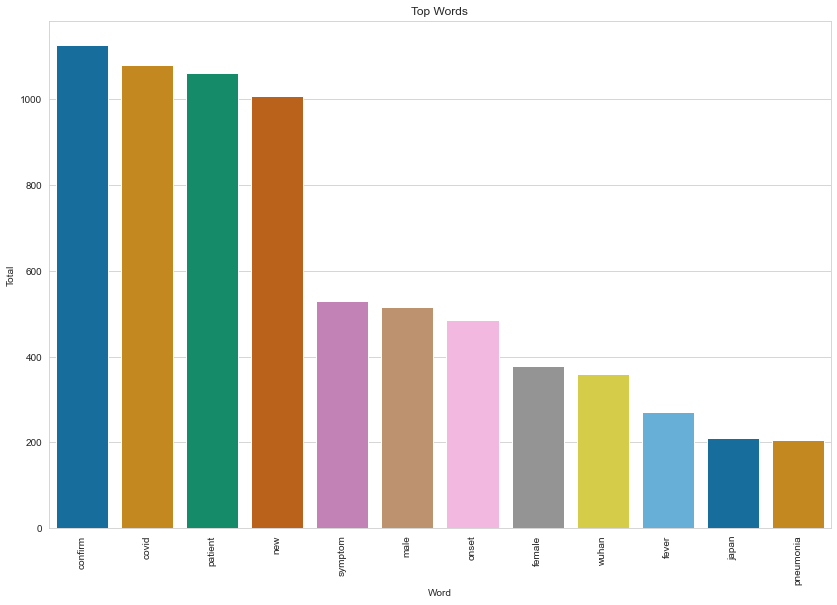 Top Words
Total
1000
800
600
400
200
0
confirm
covid
patient
new
symptom
male
onset
female
wuhan
fever
japan
pneumonia
Word